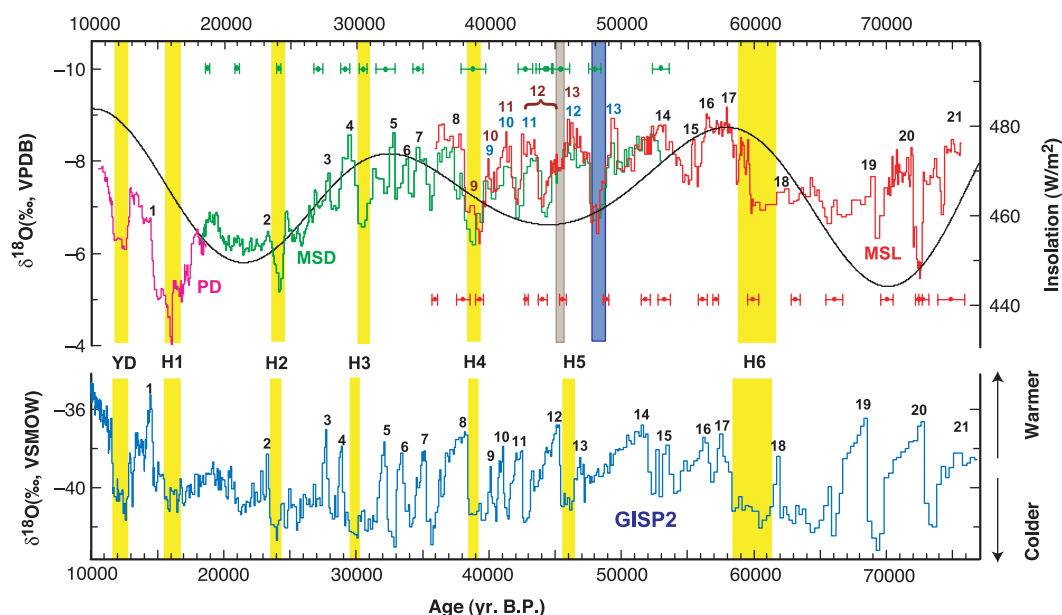 10000 20000 30000 40000 50000 60000 70000
−10
−8
−6
−4
δ18O(‰, VPDB)
480
460
440
Insolation (W/m2)
12
11 13
10 11 12 13
10
9
9
1 2 3 4 5 6 7 8 14 15 16 17 18 19 20 21
PD
MSD
MSL
YD H1 H2 H3 H4 H5 H6
−36
−40
δ18O(‰, VSMOW)
1 2 3 4 5 6 7 8 9 10 11 12 13 14 15 16 17 18 19 20 21
GISP2
Warmer
Colder
10000 20000 30000 40000 50000 60000 70000
Age (yr. B.P.)